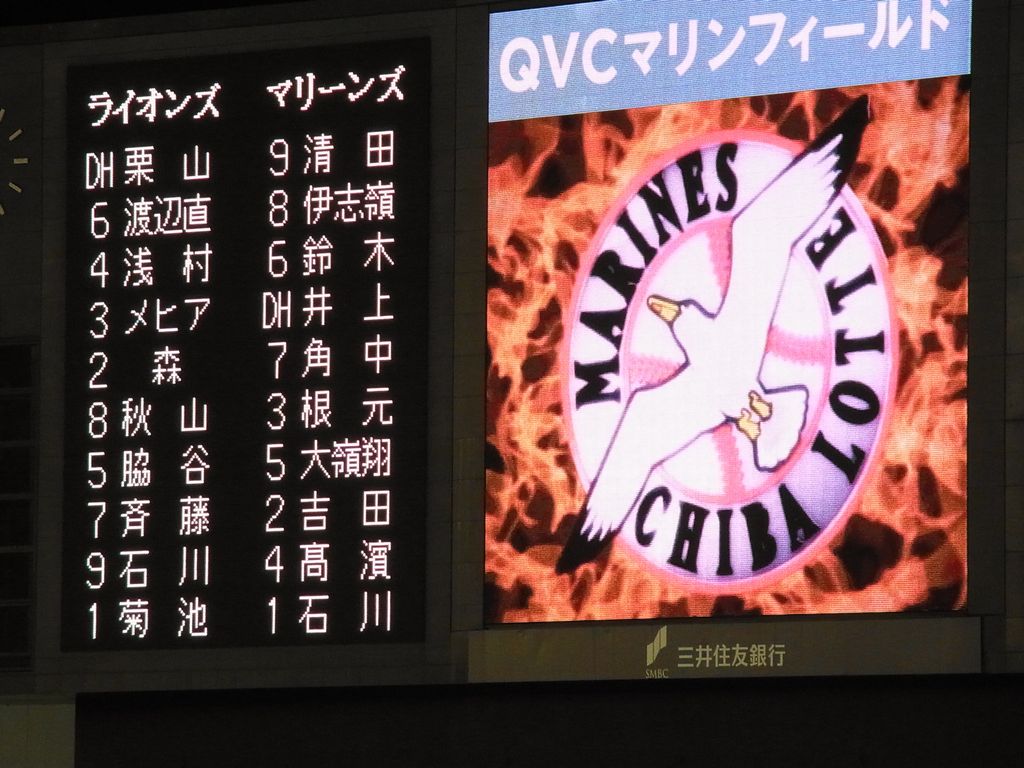 ライオンズ
DH 栗山
6 渡辺直
4 浅村
3 メヒア
2 森
8 秋山
5 脇谷
7 斉藤
9 石川
1 菊池
マリーンズ
9 清田
8 伊志嶺
6 鈴木
DH 井上
7 角中
3 根元
5 大嶺翔
2 吉田
4 髙濱
1 石川
QVCマリンフィールド
MARINES
LOTTE
CHIBA
SMBC 三井住友銀行